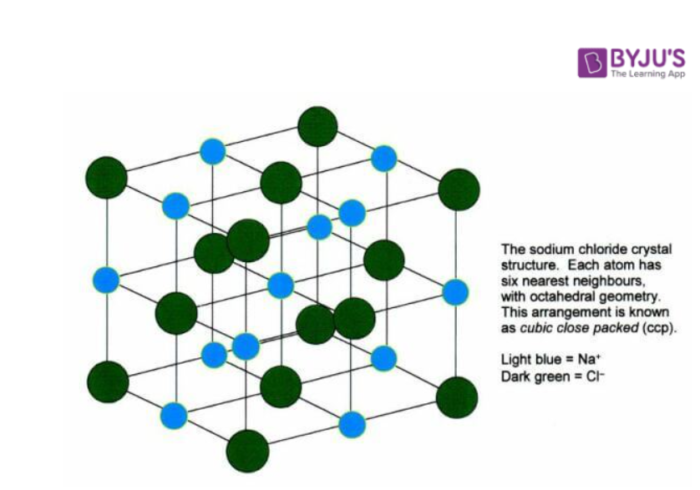 BYJU'S
The Learning App
The sodium chloride crystal
structure. Each atom has
six nearest neighbours,
with octahedral geometry.
This arrangement is known
as cubic close packed (ccp).
Light blue = Na⁺
Dark green = Cl⁻